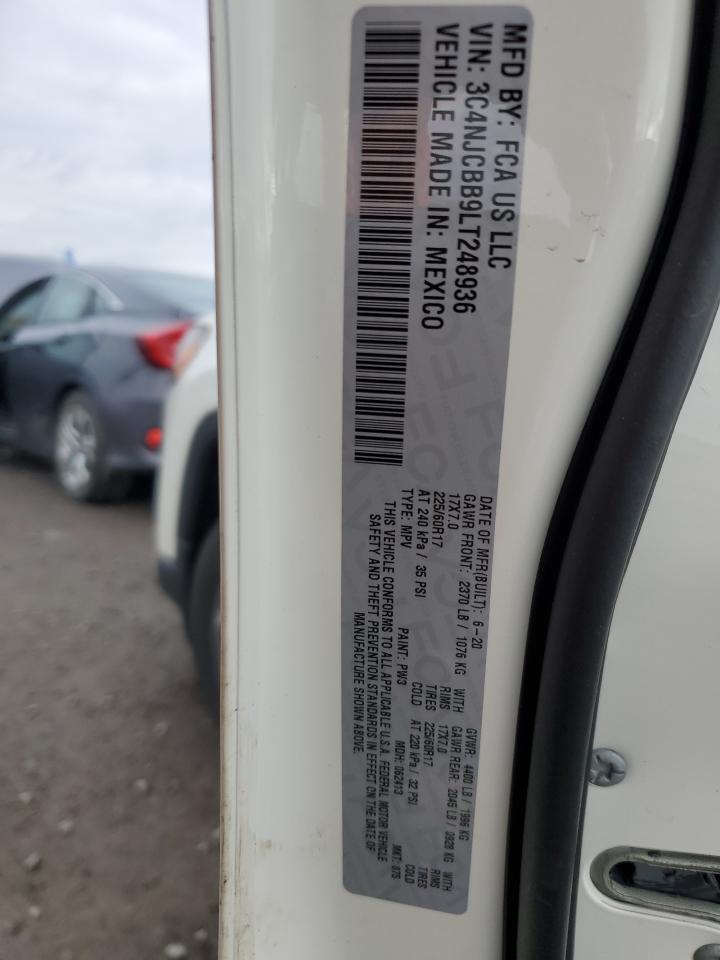 MFD BY: FCA US LLC
VIN: 3C4NJCBB9LT248936
VEHICLE MADE IN: MEXICO
DATE OF MFR(BUILT): 6-20 GVWR: 4400 LB / 1996 KG
GAWR FRONT: 2370 LB / 1076 KG WITH GAWR REAR: 2045 LB / 0928 KG WITH
17X7.0 RIMS 17X7.0 RIMS
225/60R17 TIRES 225/60R17 TIRES
AT 240 kPa / 35 PSI COLD AT 220 kPa / 32 PSI COLD
TYPE: MPV PAINT: PW3 MDH: 062413 MKT: 075
THIS VEHICLE CONFORMS TO ALL APPLICABLE U.S.A. FEDERAL MOTOR VEHICLE
SAFETY AND THEFT PREVENTION STANDARDS IN EFFECT ON THE DATE OF
MANUFACTURE SHOWN ABOVE.